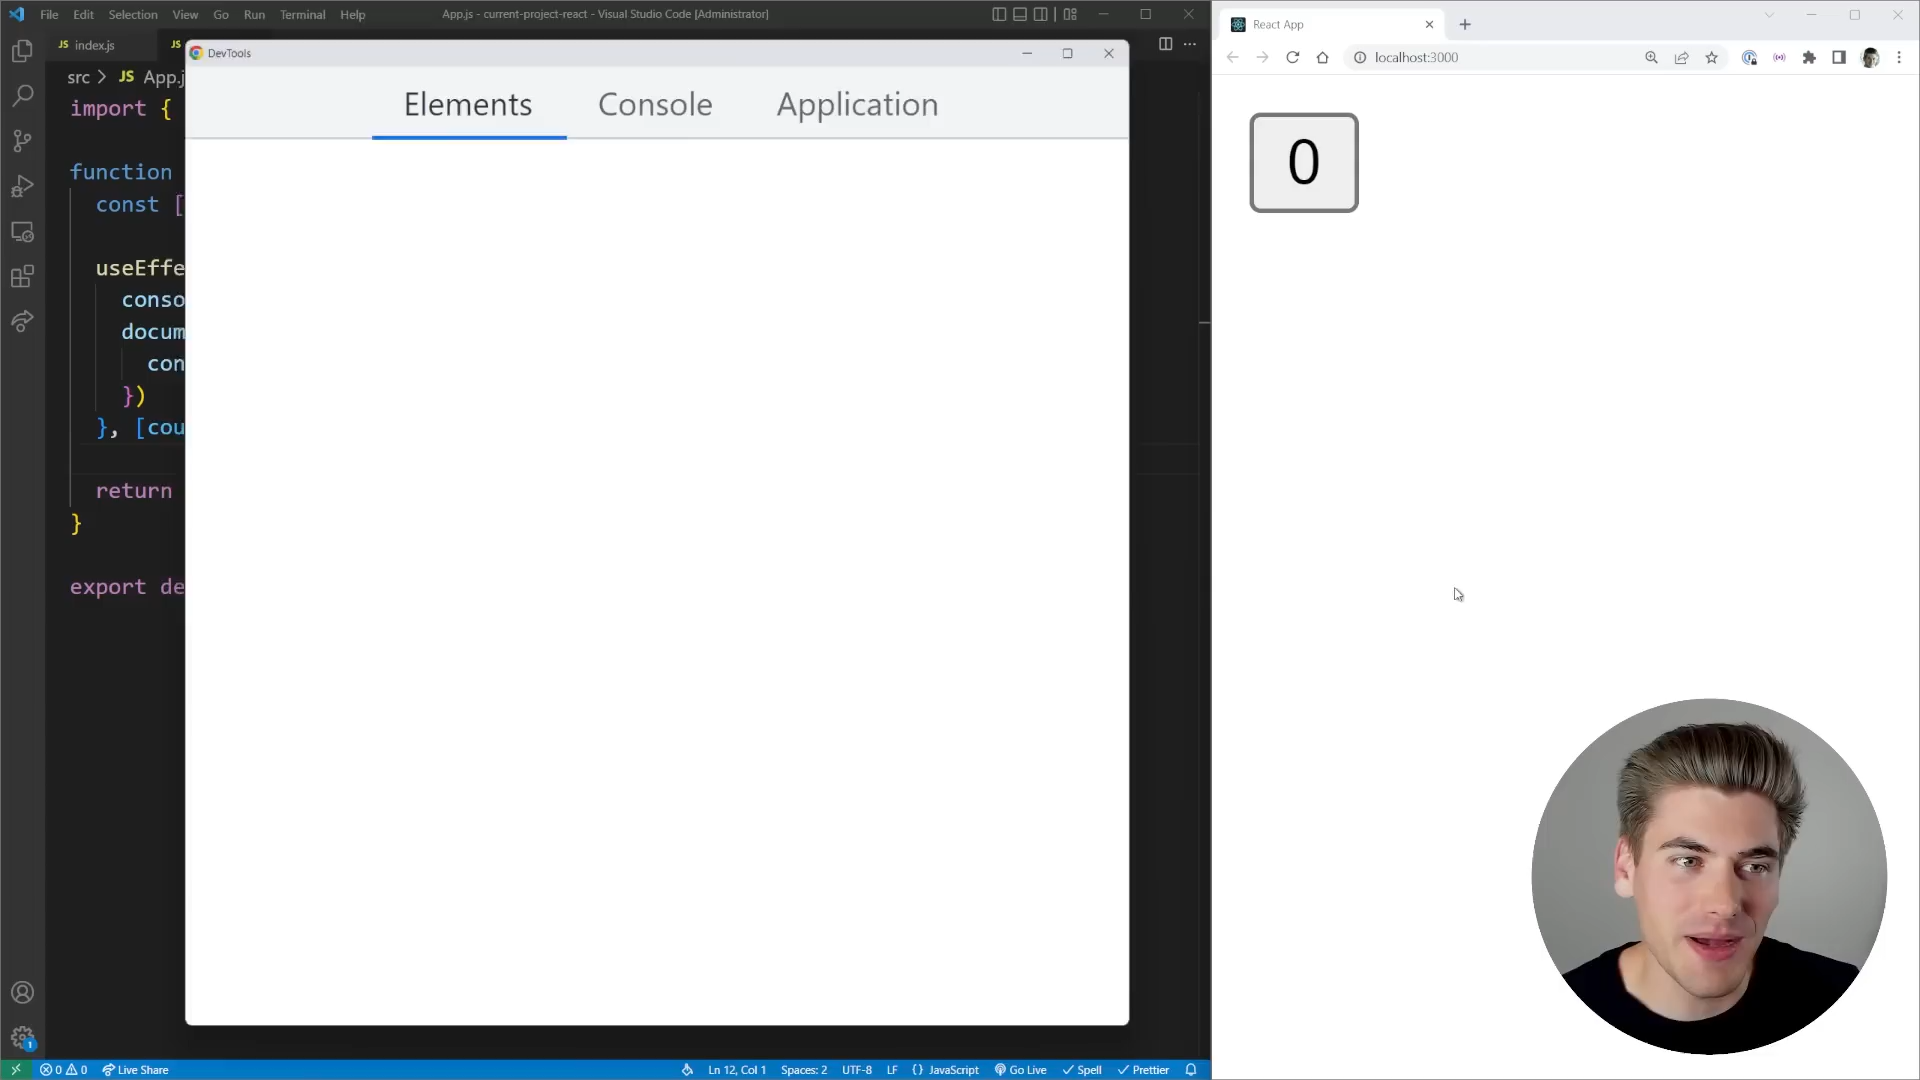 File Edit Selection View Go Run Terminal Help
App.js - current-project-react - Visual Studio Code [Administrator]
JS index.js
JS
src > JS App.j
import {
function
const [
useEffe
conso
docum
con
})
}, [cou
return
}
export de
DevTools
Elements Console Application
0 0 Live Share
Ln 12, Col 1 Spaces: 2 UTF-8 LF {} JavaScript Go Live Spell Prettier
1
React App
localhost:3000
0